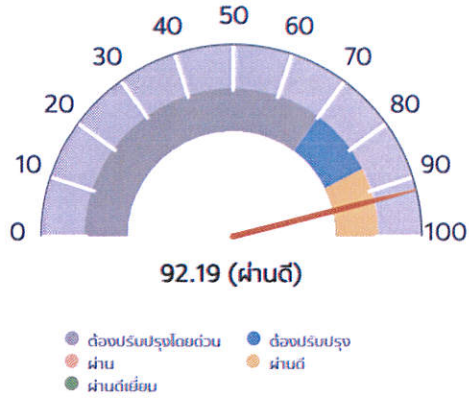 50
40
60
30
70
20
80
10
90
0
100
92.19 (ผ่านดี)
ต้องปรับปรุงโดยด่วน
ต้องปรับปรุง
ผ่าน
ผ่านดี
ผ่านดีเยี่ยม